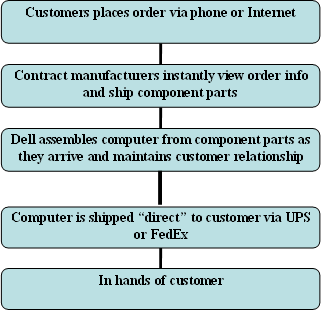 Customers places order via phone or Internet
Contract manufacturers instantly view order info
and ship component parts
Dell assembles computer from component parts as
they arrive and maintains customer relationship
Computer is shipped “direct” to customer via UPS
or FedEx
In hands of customer